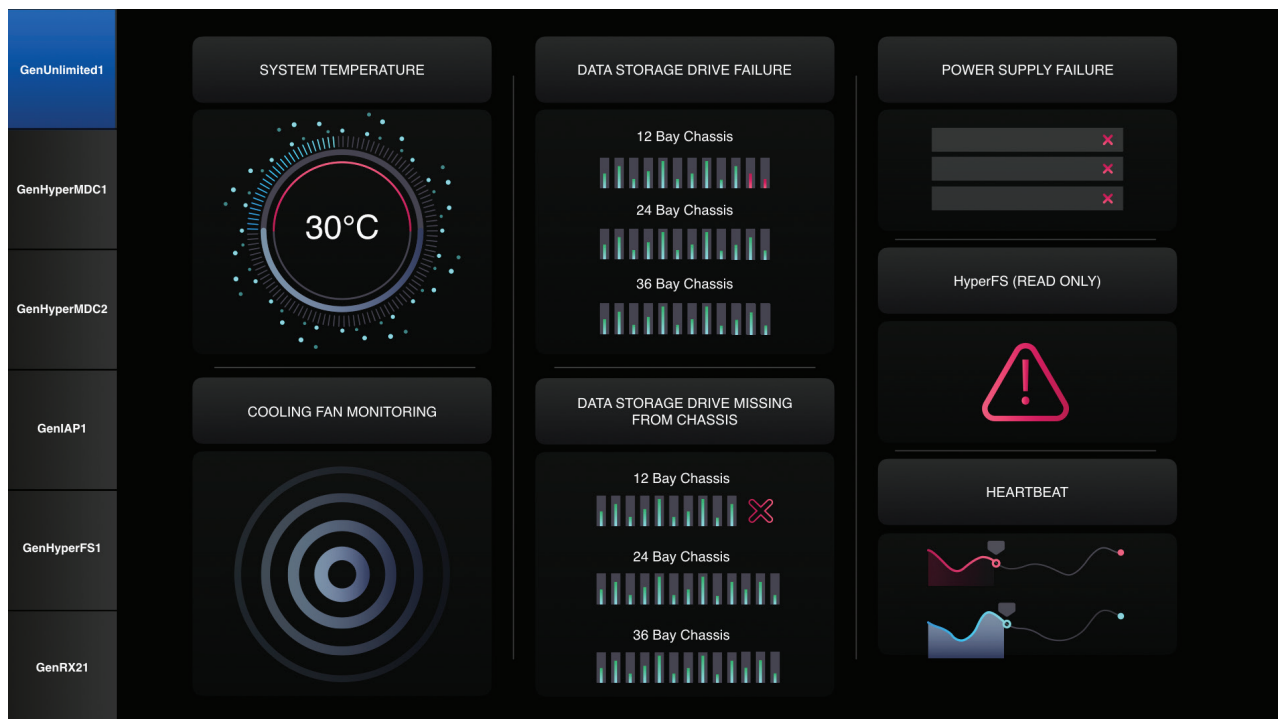 GenUnlimited1
GenHyperMDC1
GenHyperMDC2
GenIAP1
GenHyperFS1
GenRX21
SYSTEM TEMPERATURE
30°C
COOLING FAN MONITORING
DATA STORAGE DRIVE FAILURE
12 Bay Chassis
24 Bay Chassis
36 Bay Chassis
DATA STORAGE DRIVE MISSING
FROM CHASSIS
12 Bay Chassis
24 Bay Chassis
36 Bay Chassis
POWER SUPPLY FAILURE
HyperFS (READ ONLY)
HEARTBEAT